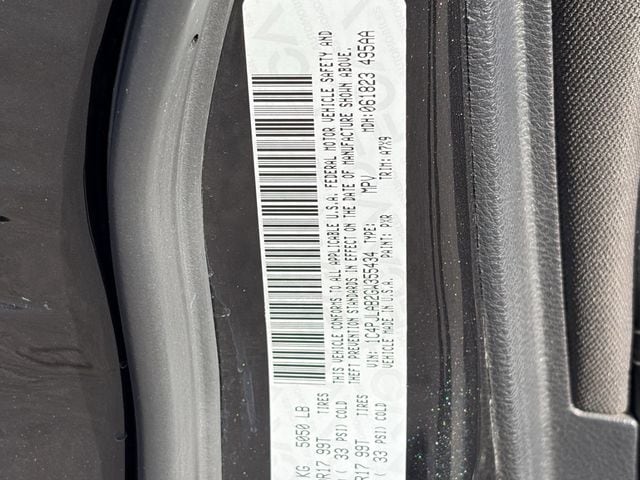 KG 5050 LB
R17 99T TIRES
( 33 PSI) COLD
R17 99T TIRES
( 33 PSI) COLD
THIS VEHICLE CONFORMS TO ALL APPLICABLE U.S.A. FEDERAL MOTOR VEHICLE SAFETY AND
THEFT PREVENTION STANDARDS IN EFFECT ON THE DATE OF MANUFACTURE SHOWN ABOVE.
VIN: 1C4PJLAB2GW355434 TYPE: MPV MDH: 061823 495AA
VEHICLE MADE IN U.S.A. PAINT: PXR TRIM: A7X9